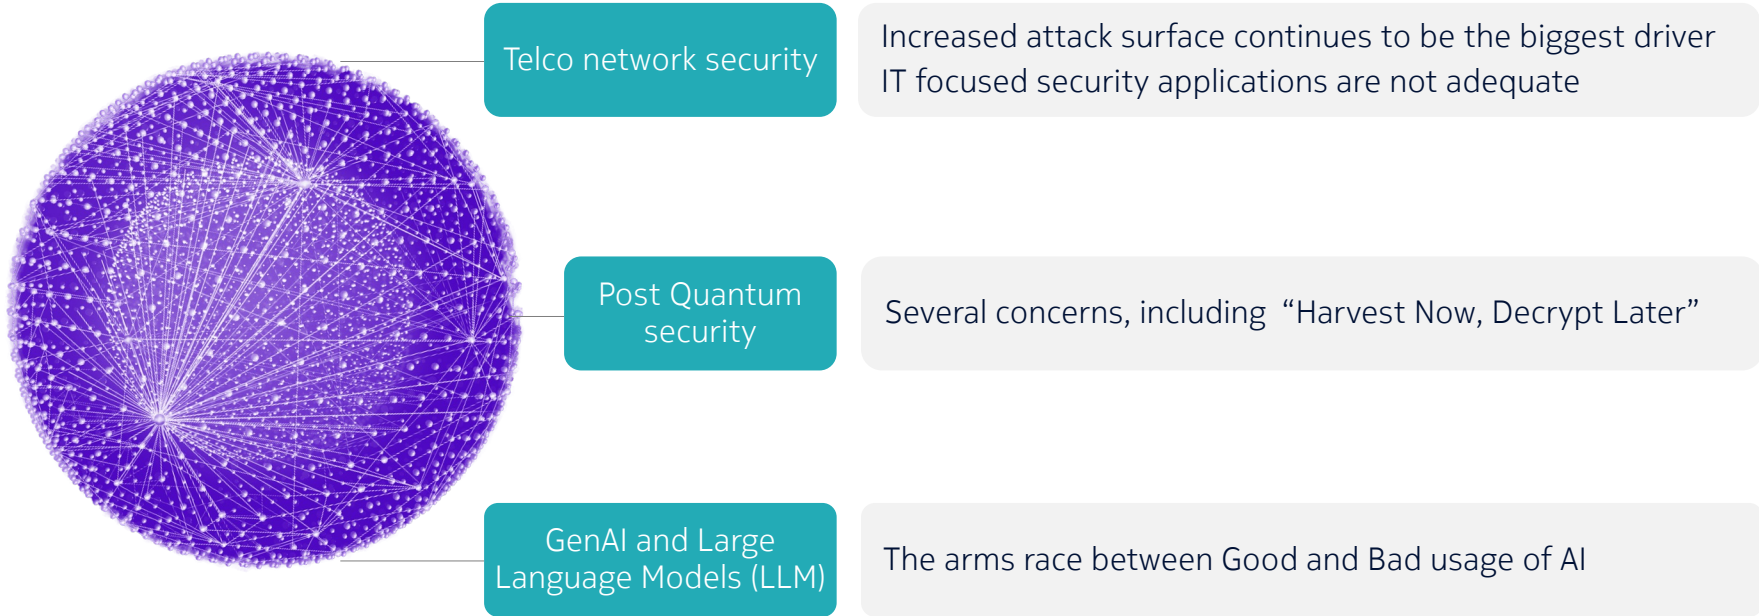 Telco network security
Increased attack surface continues to be the biggest driver
IT focused security applications are not adequate
Post Quantum
security
Several concerns, including “Harvest Now, Decrypt Later”
GenAI and Large
Language Models (LLM)
The arms race between Good and Bad usage of AI